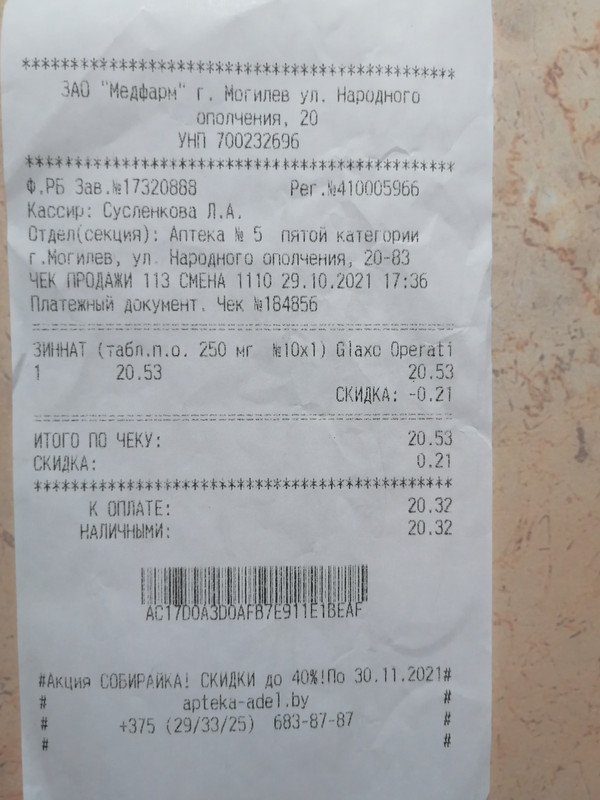 ********************************************
ЗАО "Медфарм" г. Могилев ул. Народного
ополчения, 20
УНП 700232696
********************************************
Ф.РБ Зав.№17320888 Рег.№410005966
Кассир: Сусленкова Л.А.
Отдел(секция): Аптека № 5 пятой категории
г.Могилев, ул. Народного ополчения, 20-83
ЧЕК ПРОДАЖИ 113 СМЕНА 1110 29.10.2021 17:36
Платежный документ. Чек №184856
ЗИННАТ (табл.п.о. 250 мг №10х1) Glaxo Operati
1 20.53 20.53
СКИДКА: -0.21
ИТОГО ПО ЧЕКУ: 20.53
СКИДКА: 0.21
********************************************
К ОПЛАТЕ: 20.32
НАЛИЧНЫМИ: 20.32
AC17D0A3D0AFB7E911E1BEAF
#Акция СОБИРАЙКА! СКИДКИ до 40%!По 30.11.2021#
# apteka-adel.by #
# +375 (29/33/25) 683-87-87 #
# #